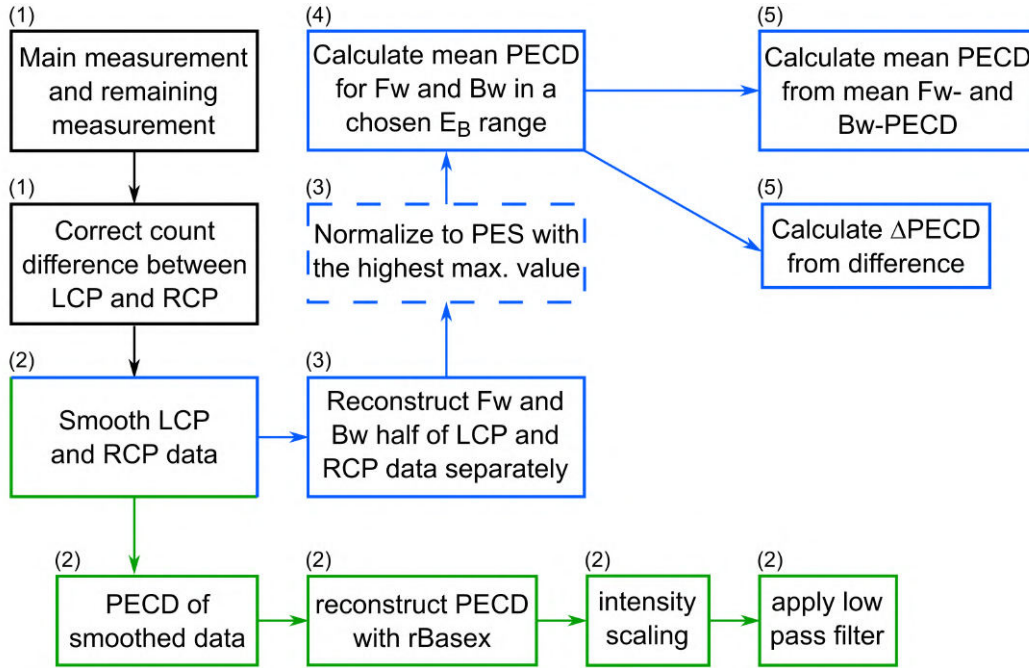 (1)
Main measurement
and remaining
measurement
(1)
Correct count
difference between
LCP and RCP
(2)
Smooth LCP
and RCP data
(3)
Reconstruct Fw and
Bw half of LCP and
RCP data separately
(3)
Normalize to PES with
the highest max. value
(4)
Calculate mean PECD
for Fw and Bw in a
chosen E_B range
(5)
Calculate mean PECD
from mean Fw- and
Bw-PECD
(5)
Calculate ΔPECD
from difference
(2)
PECD of
smoothed data
(2)
reconstruct PECD
with rBasex
(2)
intensity
scaling
(2)
apply low
pass filter